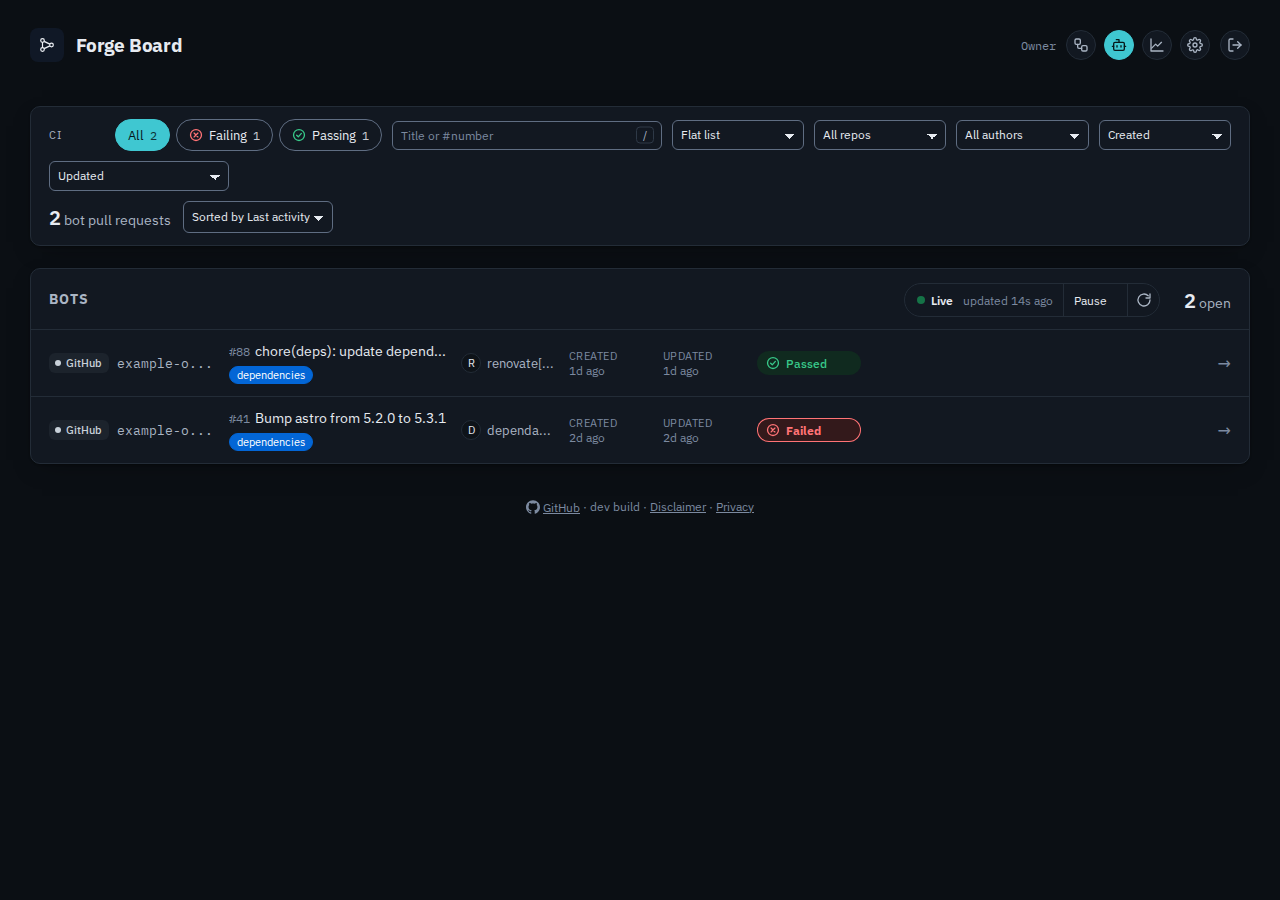 Forge Board
Owner
CI
All 2
Failing 1
Passing 1
Title or #number
/
Flat list
All repos
All authors
Created
Updated
2 bot pull requests
Sorted by Last activity
BOTS
Live updated 14s ago
Pause
2 open
GitHub
example-o...
#88 chore(deps): update depend...
dependencies
R renovate[...
CREATED
1d ago
UPDATED
1d ago
Passed
→
GitHub
example-o...
#41 Bump astro from 5.2.0 to 5.3.1
dependencies
D dependa...
CREATED
2d ago
UPDATED
2d ago
Failed
→
GitHub · dev build · Disclaimer · Privacy